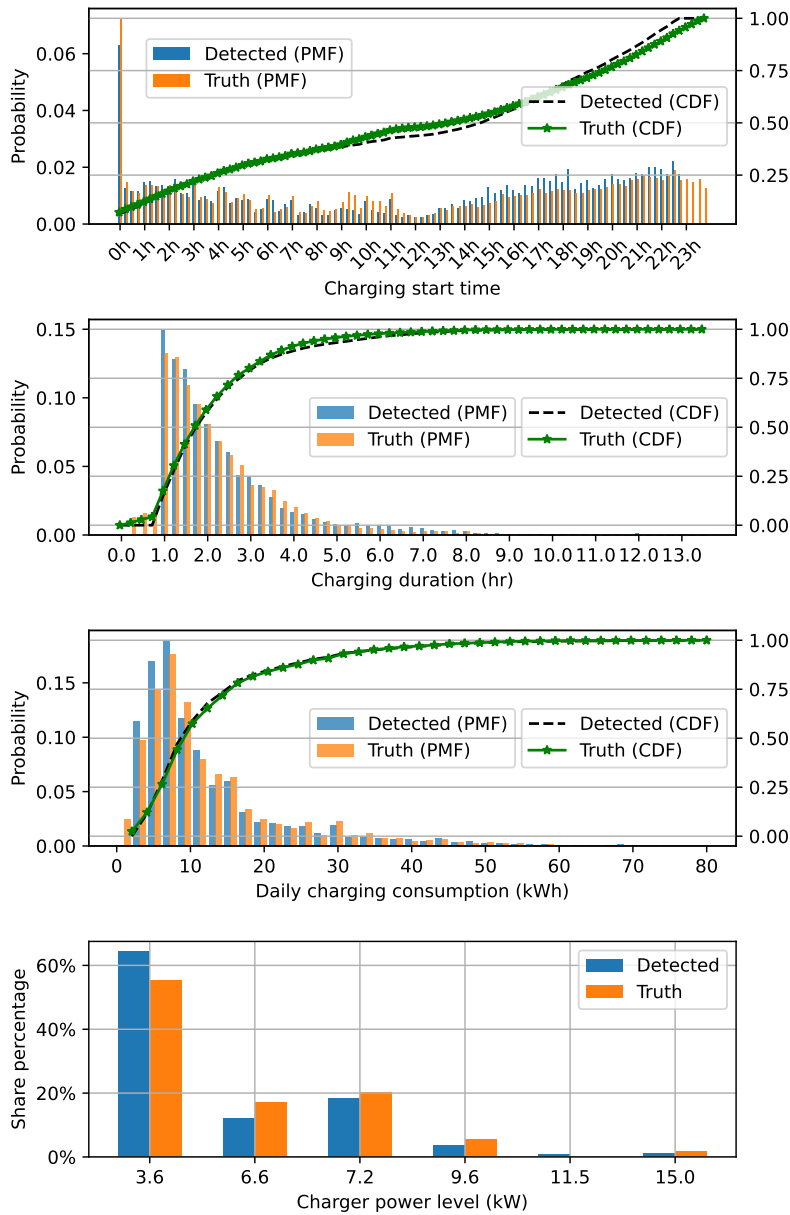 Detected (PMF)
Truth (PMF)
Detected (CDF)
Truth (CDF)
Probability
0.06
0.04
0.02
0.00
1.00
0.75
0.50
0.25
0h 1h 2h 3h 4h 5h 6h 7h 8h 9h 10h 11h 12h 13h 14h 15h 16h 17h 18h 19h 20h 21h 22h 23h
Charging start time
Probability
0.15
0.10
0.05
0.00
Detected (PMF)
Truth (PMF)
Detected (CDF)
Truth (CDF)
1.00
0.75
0.50
0.25
0.00
0.0 1.0 2.0 3.0 4.0 5.0 6.0 7.0 8.0 9.0 10.0 11.0 12.0 13.0
Charging duration (hr)
Probability
0.15
0.10
0.05
0.00
Detected (PMF)
Truth (PMF)
Detected (CDF)
Truth (CDF)
1.00
0.75
0.50
0.25
0.00
0 10 20 30 40 50 60 70 80
Daily charging consumption (kWh)
Share percentage
60%
40%
20%
0%
Detected
Truth
3.6 6.6 7.2 9.6 11.5 15.0
Charger power level (kW)